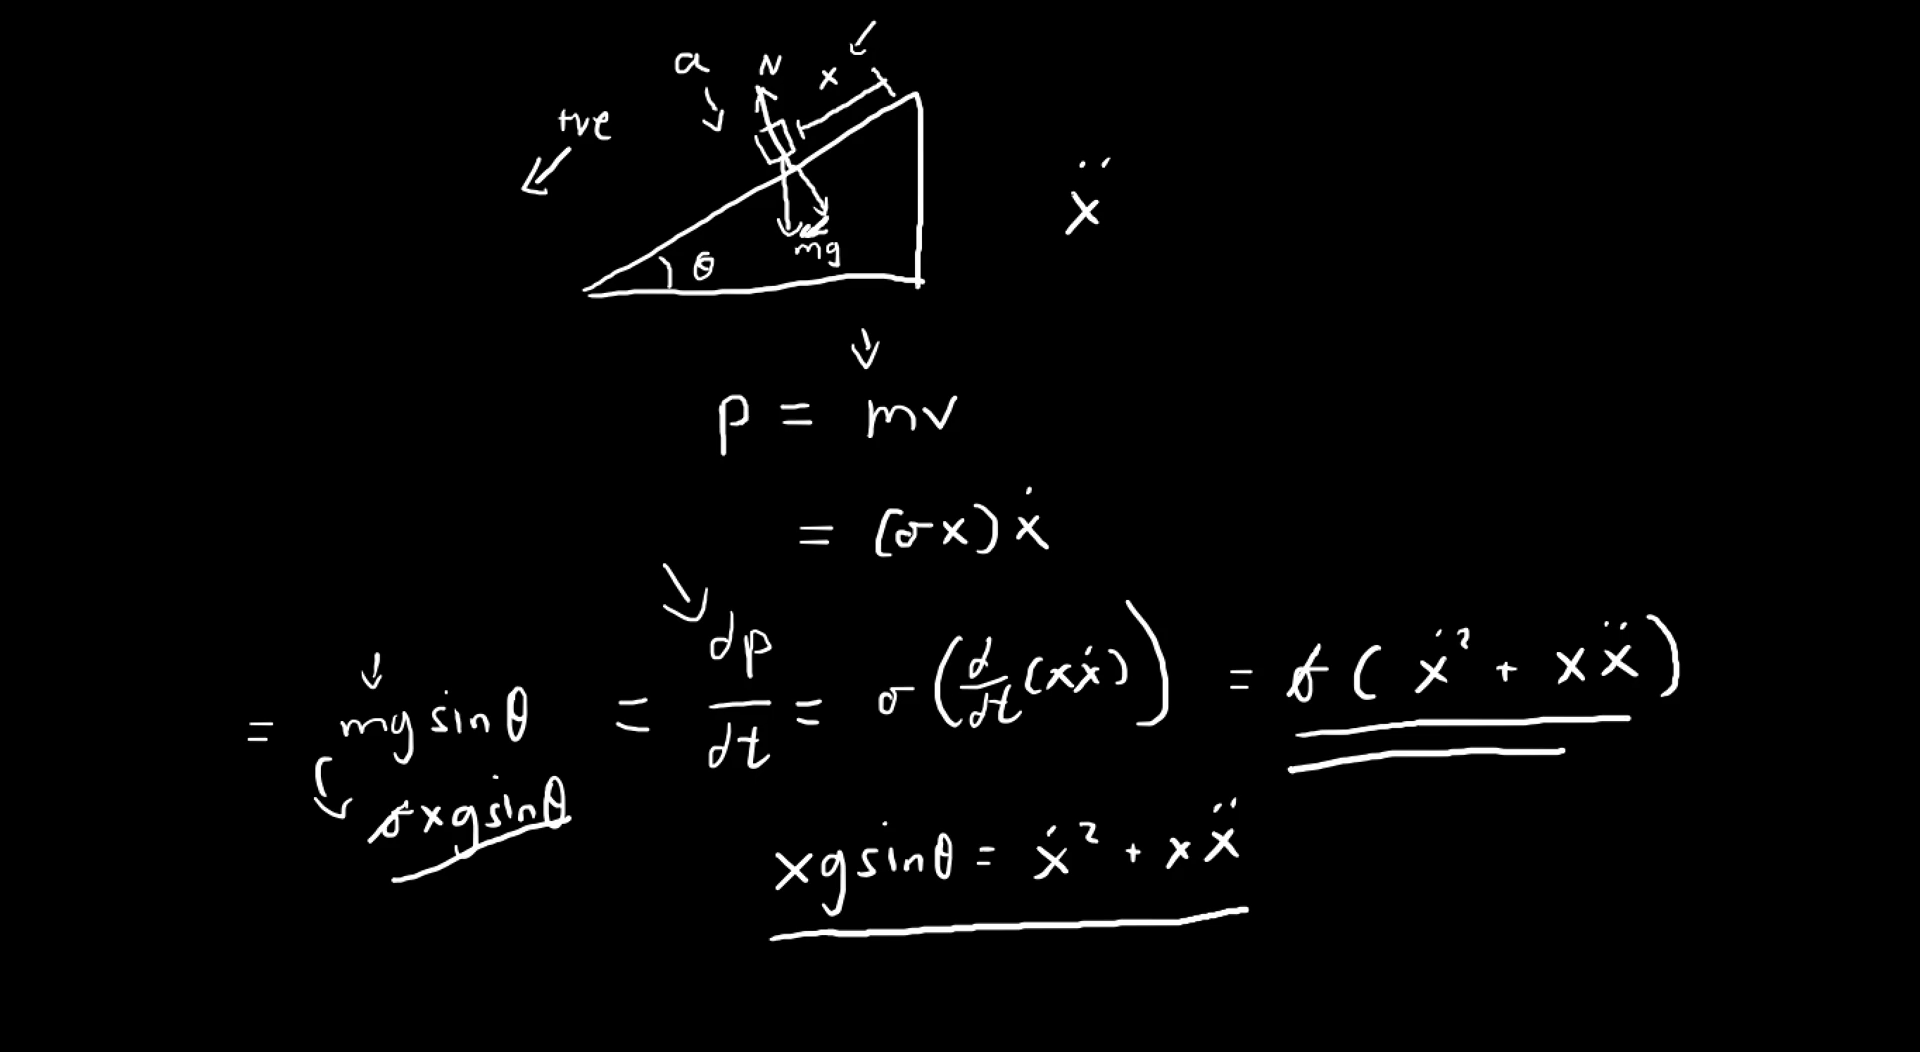 a N x
+ve
ẍ
θ mg
p = mv
= (σx)ẋ
= mg sinθ = dp/dt = σ(d/dt(xẋ)) = σ(ẋ² + xẍ)
σxg sinθ
xg sinθ = ẋ² + xẍ